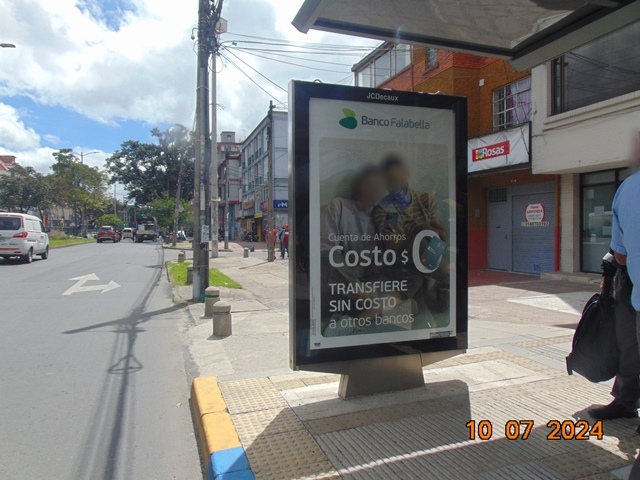 JCDecaux
Banco Falabella
Cuenta de Ahorros
Costo $0
TRANSFIERE
SIN COSTO
a otros bancos
Rosas
10 07 2024